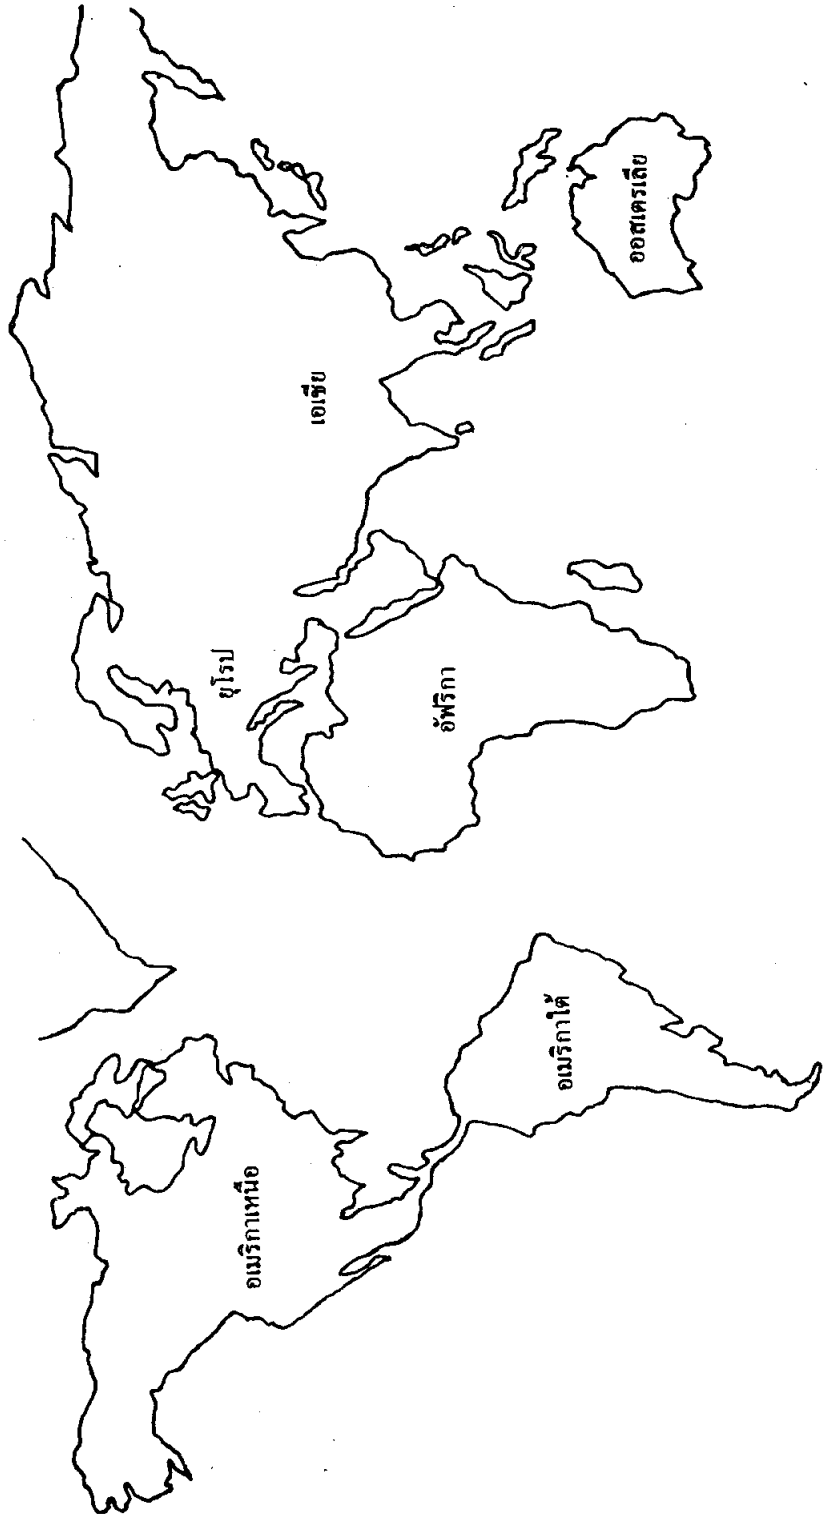 อเมริกาเหนือ
ยุโรป
เอเชีย
อัฟริกา
อเมริกาใต้
ออสเตรเลีย